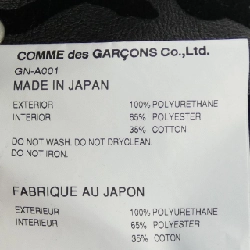 COMME des GARÇONS Co.,Ltd.
GN-A001
MADE IN JAPAN
EXTERIOR 100% POLYURETHANE
INTERIOR 65% POLYESTER
35% COTTON
DO NOT WASH. DO NOT DRYCLEAN.
DO NOT IRON.
FABRIQUE AU JAPON
EXTERIEUR 100% POLYURETHANE
INTERIEUR 65% POLYESTER
35% COTON